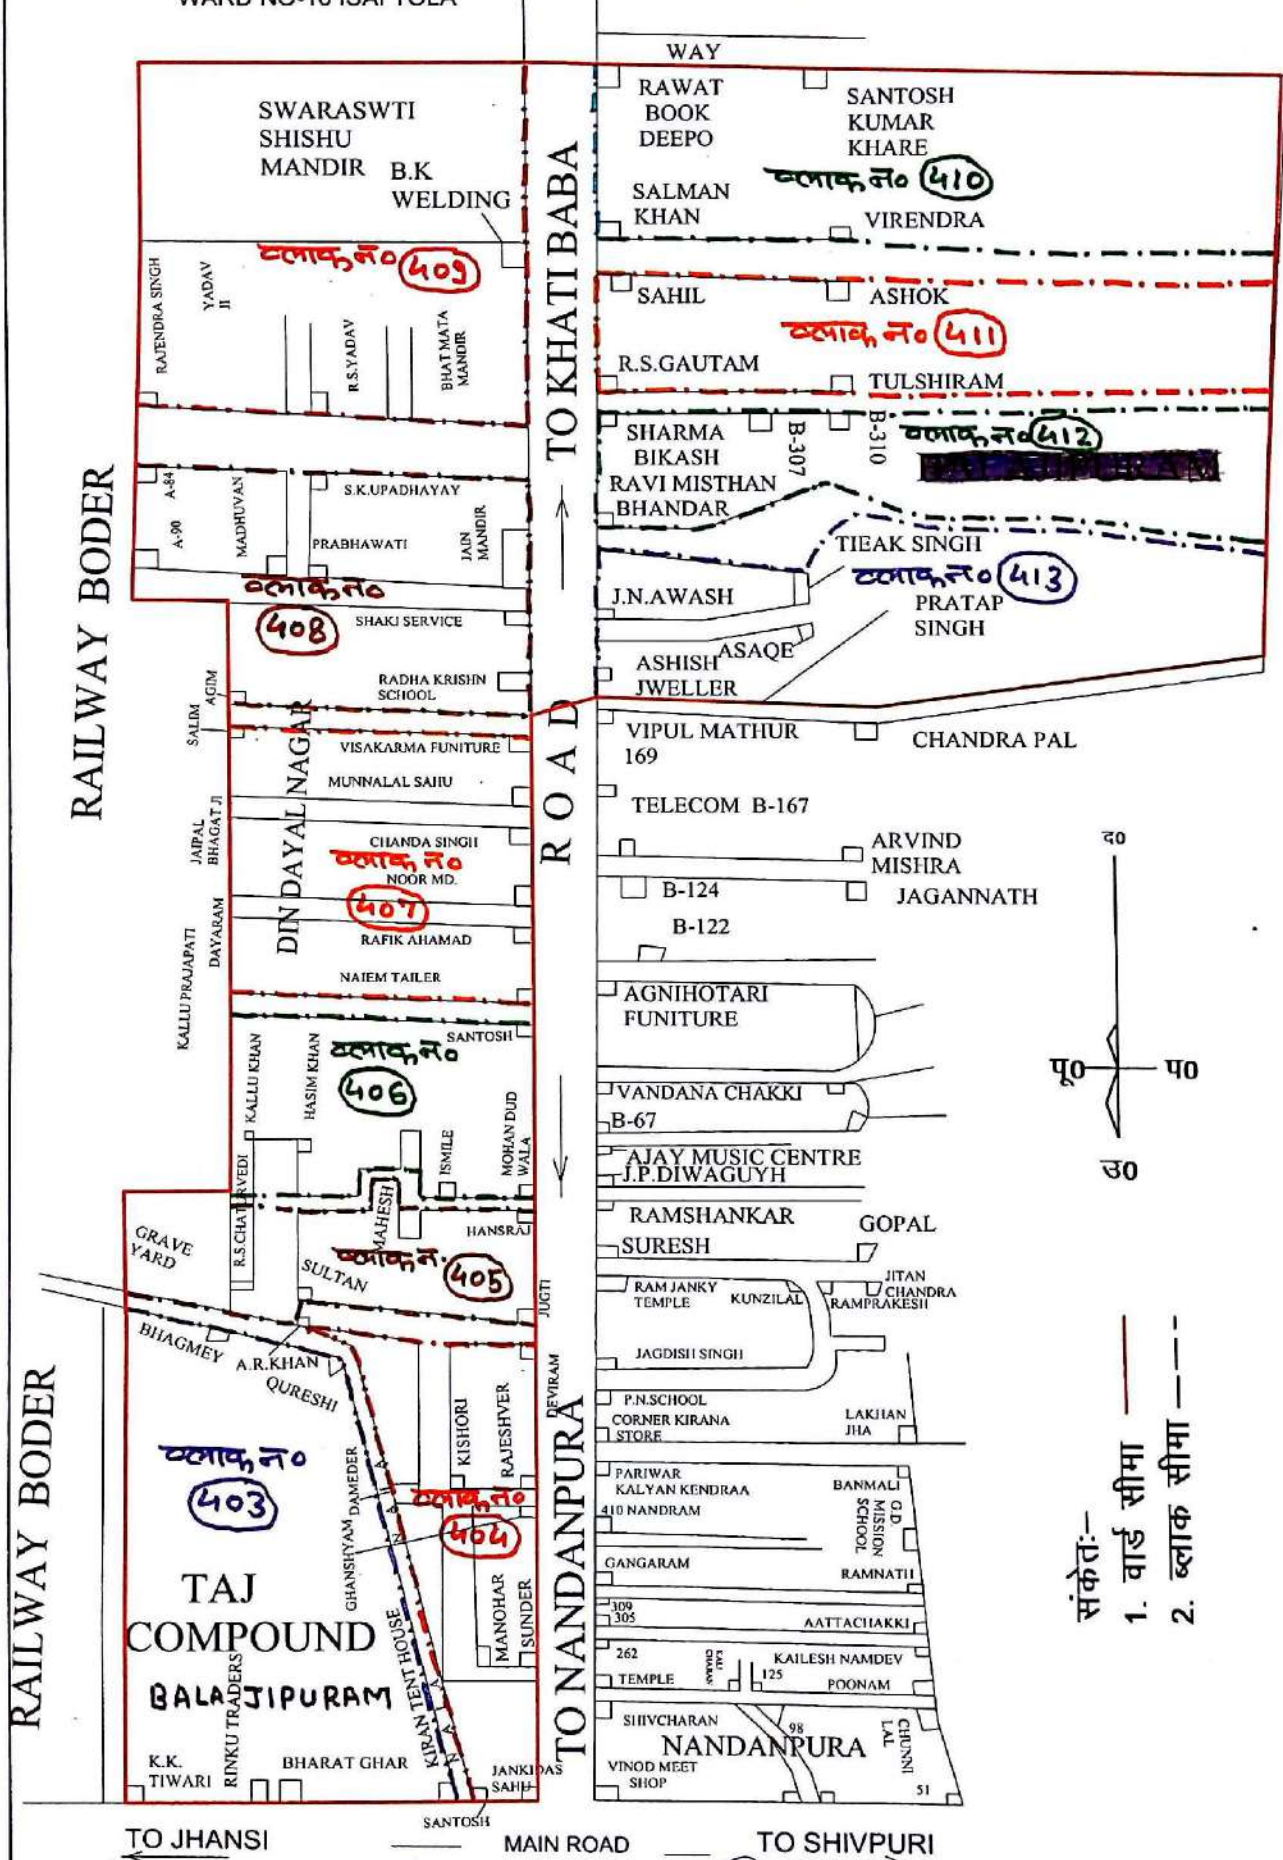 WARD NO-10 ISAI TOLA
WAY
SWARASWTI
SHISHU
MANDIR
B.K
WELDING
RAWAT
BOOK
DEEPO
SANTOSH
KUMAR
KHARE
ब्लाक नं० 410
SALMAN
KHAN
VIRENDRA
TO KHATI BABA
ब्लाक नं० 409
RAJENDRA SINGH
YADAV
JI
R.S.YADAV
BHAT MATA
MANDIR
SAHIL
ASHOK
ब्लाक नं० 411
R.S.GAUTAM
TULSHIRAM
SHARMA
BIKASH
B-307
B-310
ब्लाक नं० 412
RAVI MISTHAN
BHANDAR
RAILWAY BODER
A-84
A-90
MADHUVAN
S.K.UPADHAYAY
PRABHAWATI
JAIN
MANDIR
TIEAK SINGH
ब्लाक नं० 413
J.N.AWASH
PRATAP
SINGH
ASAQE
ASHISH
JWELLER
ब्लाक नं०
408
SHAKI SERVICE
RADHA KRISHN
SCHOOL
AGIM
SALIM
ROAD
VIPUL MATHUR
169
CHANDRA PAL
VISAKARMA FUNITURE
MUNNALAL SAHU
DIN DAYAL NAGAR
JAIPAL
BHAGAT JI
CHANDA SINGH
ब्लाक नं०
NOOR MD.
407
RAFIK AHAMAD
NAIEM TAILER
DAYARAM
KALLU PRAJAPATI
TELECOM B-167
ARVIND
MISHRA
B-124
JAGANNATH
B-122
द०
पू०
प०
उ०
AGNIHOTARI
FUNITURE
SANTOSH
ब्लाक नं०
406
KALLU KHAN
HASIM KHAN
ISMILE
MOHAN DUD
WALA
VANDANA CHAKKI
B-67
AJAY MUSIC CENTRE
J.P.DIWAGUYH
R.S.CHATURVEDI
MAHESH
HANSRAJ
RAMSHANKAR
GOPAL
SURESH
GRAVE
YARD
SULTAN
ब्लाक नं.
405
JUGTI
RAM JANKY
TEMPLE
KUNZILAL
JITAN
CHANDRA
RAMPRAKESH
JAGDISH SINGH
BHAGMEY
A.R.KHAN
QURESHI
DEVIRAM
P.N.SCHOOL
CORNER KIRANA
STORE
LAKHAN
JHA
RAILWAY BODER
ब्लाक नं०
403
GHANSHYAM
DAMEDER
KISHORI
RAJESHVER
ब्लाक नं०
404
MANOHAR
SUNDER
TO NANDANPURA
PARIWAR
KALYAN KENDRAA
BANMALI
410 NANDRAM
G.D.
MISSION
SCHOOL
GANGARAM
RAMNATH
309
305
AATTACHAKKI
262
KAILESH NAMDEV
TEMPLE
KALI
CHARAN
125
POONAM
SHIVCHARAN
98
NANDANPURA
CHUNNI
LAL
VINOD MEET
SHOP
51
TAJ
COMPOUND
BALAJIPURAM
NALA
NALA
KIRAN TENT HOUSE
RINKU TRADERS
K.K.
TIWARI
BHARAT GHAR
JANKIDAS
SAHU
SANTOSH
संकेत:–
1. वार्ड सीमा
2. ब्लाक सीमा
TO JHANSI
MAIN ROAD
TO SHIVPURI